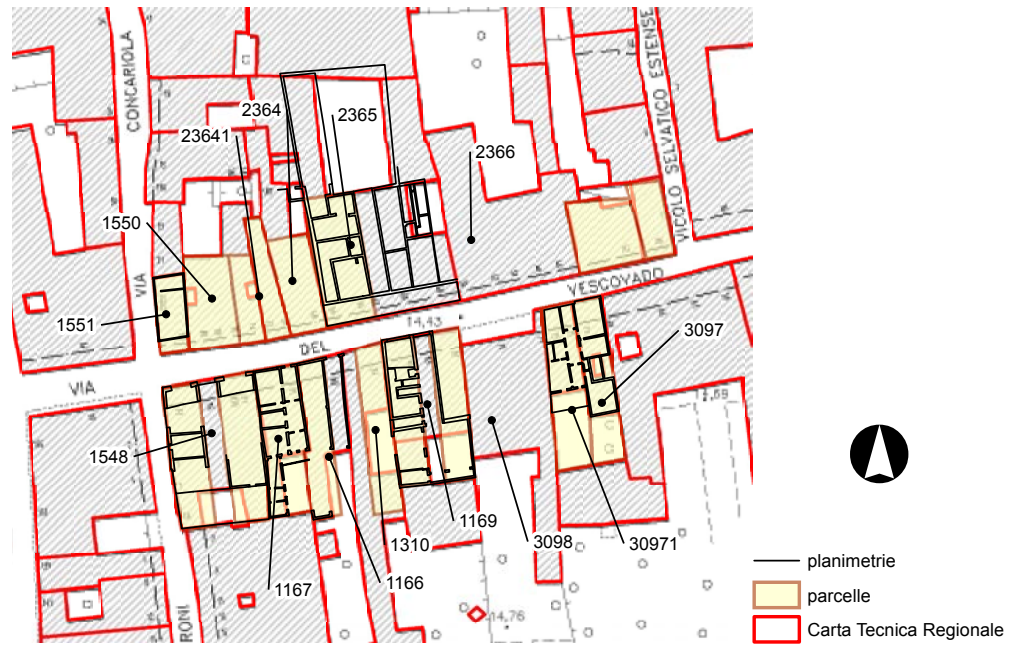 CONCARIOLA
VICOLO SELVATICO ESTENSE
2364
2365
23641
2366
1550
VIA
VESCOVADO
1551
14,43
DEL
3097
VIA
1548
1169
1310
3098
30971
1167
1166
RONI
14,76
planimetrie
parcelle
Carta Tecnica Regionale